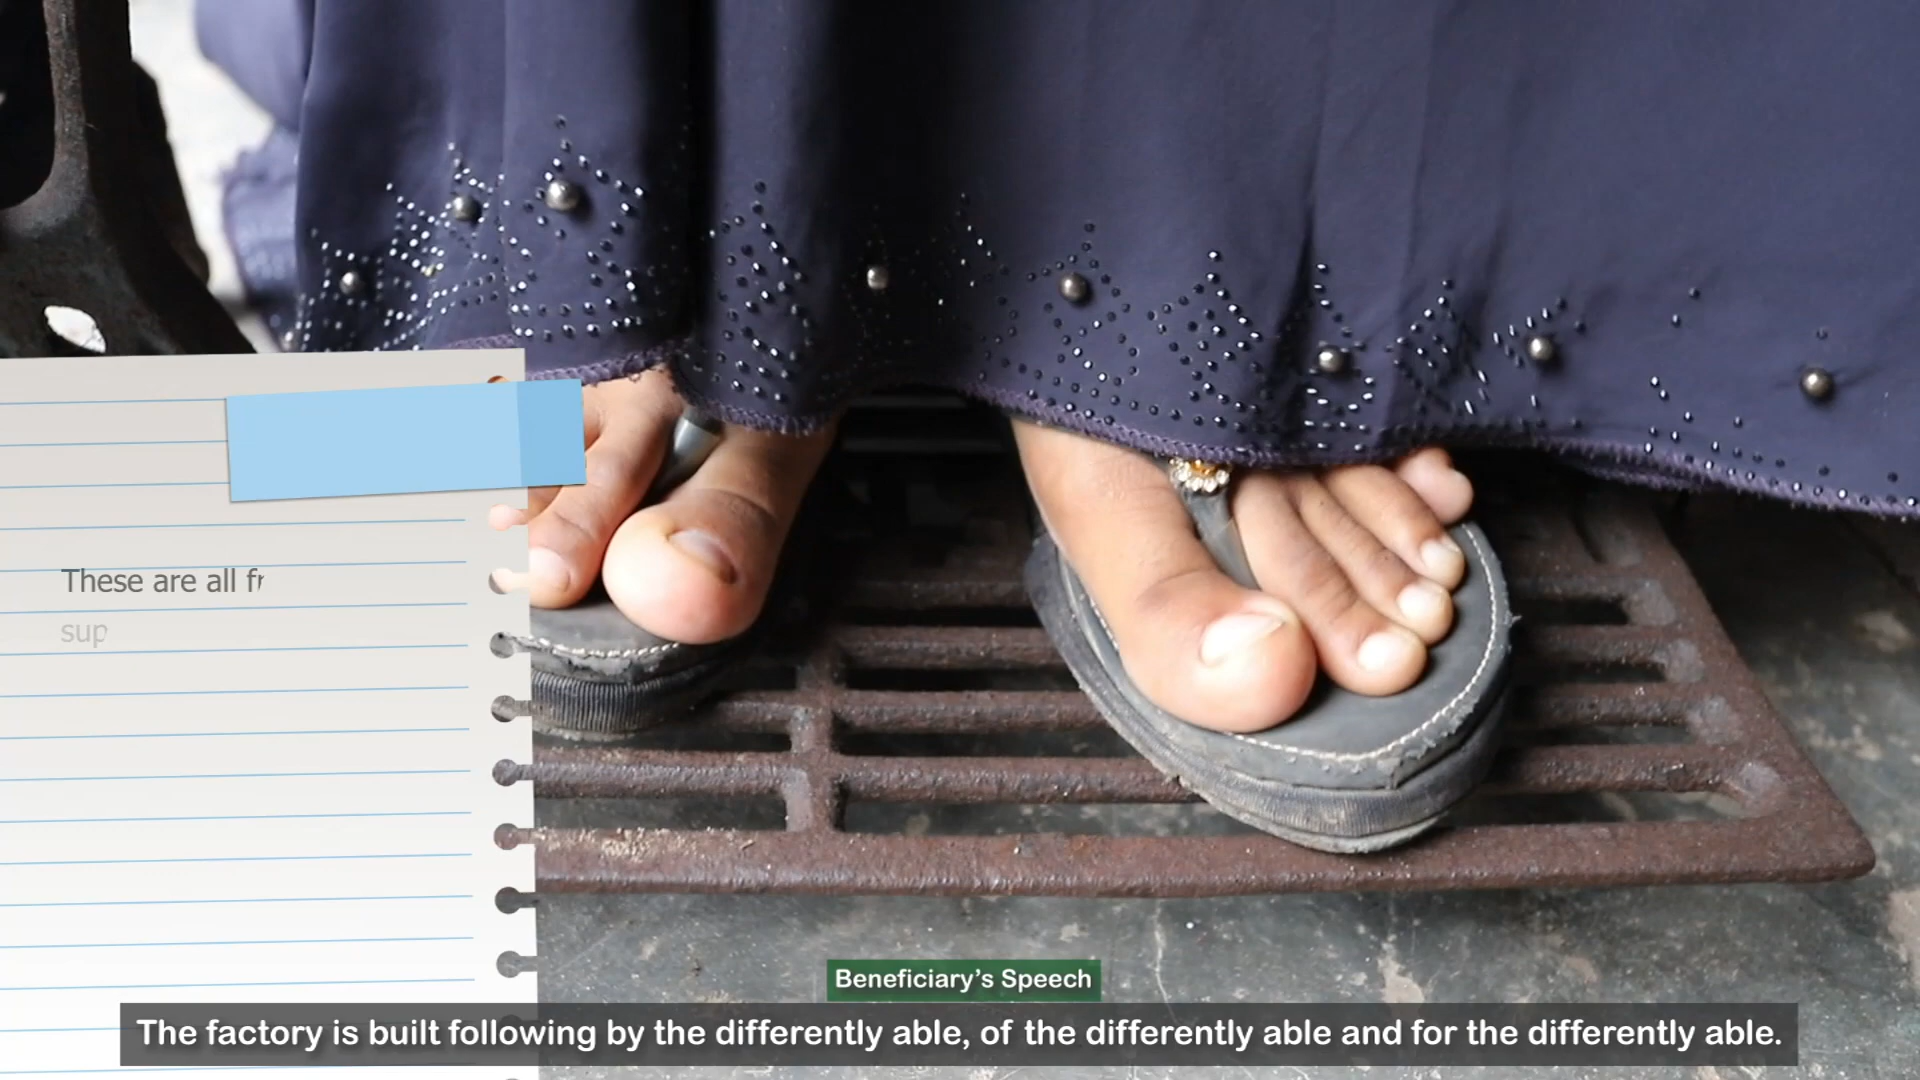 These are all
Beneficiary's Speech
The factory is built following by the differently able, of the differently able and for the differently able.